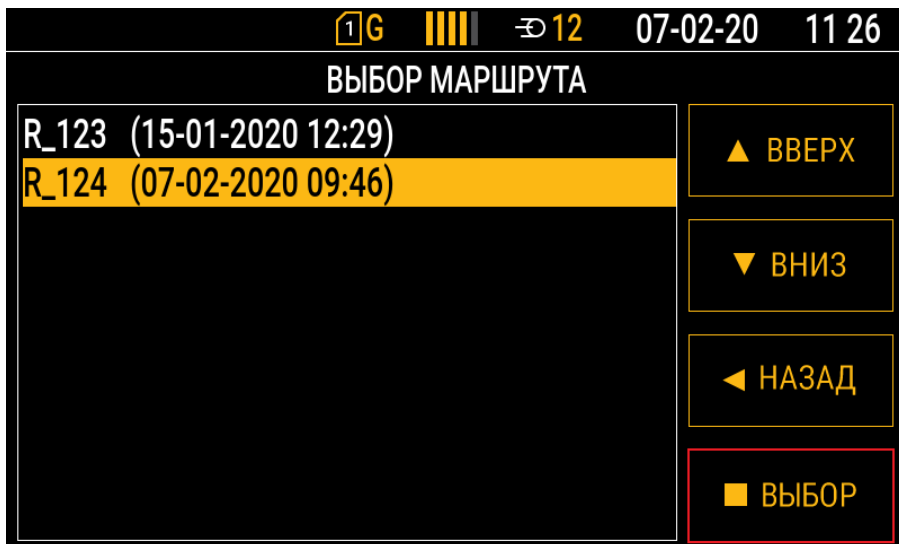 1 G 12 07-02-20 11 26
ВЫБОР МАРШРУТА
R_123 (15-01-2020 12:29)
R_124 (07-02-2020 09:46)
ВВЕРХ
ВНИЗ
НАЗАД
ВЫБОР